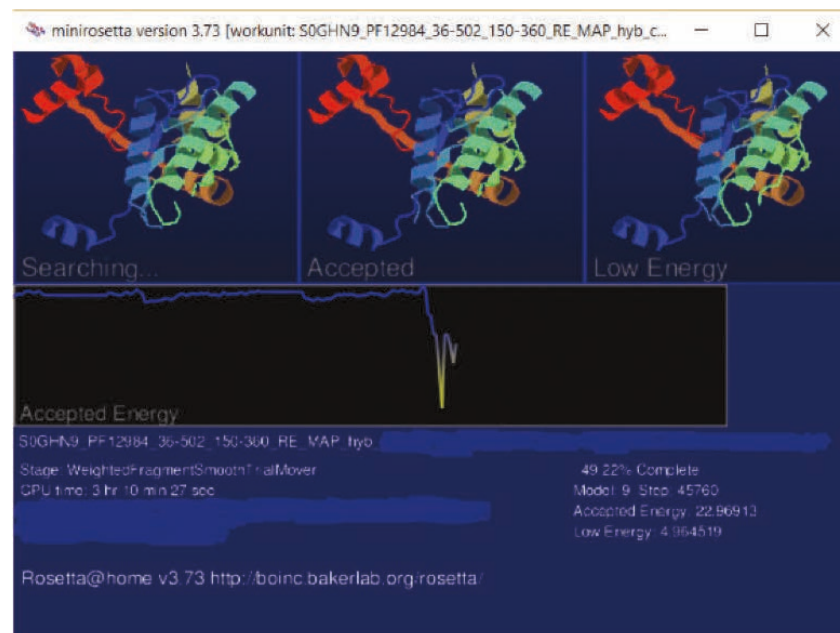 minirosetta version 3.73 [workunit: S0GHN9_PF12984_36-502_150-360_RE_MAP_hyb_c...
Searching...
Accepted
Low Energy
Accepted Energy
S0GHN9_PF12984_36-502_150-360_RE_MAP_hyb
Stage: WeightedFragmentSmoothTrialMover
CPU time: 3 hr 10 min 27 sec
49.22% Complete
Model: 9 Step: 45760
Accepted Energy: 22.96913
Low Energy: 4.964519
Rosetta@home v3.73 http://boinc.bakerlab.org/rosetta/